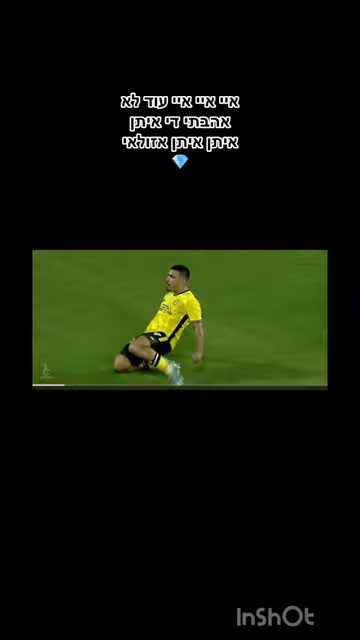 איי איי איי עוד לא
אהבתי די איתן
איתן איתן אזולאי
💎
InShOt